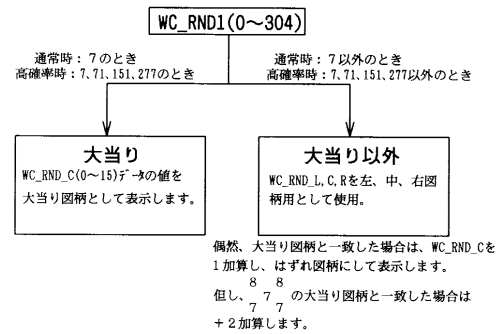 WC_RND1(0～304)
通常時：７のとき
高確率時：7,71,151,277のとき
通常時：７以外のとき
高確率時：7,71,151,277以外のとき
大当り
WC_RND_C(0～15)ﾃﾞｰﾀの値を
大当り図柄として表示します。
大当り以外
WC_RND_L,C,Rを左、中、右図
柄用として使用。
偶然、大当り図柄と一致した場合は、WC_RND_Cを
１加算し、はずれ図柄にして表示します。
8 8
但し、 7 の大当り図柄と一致した場合は
7 7
＋２加算します。